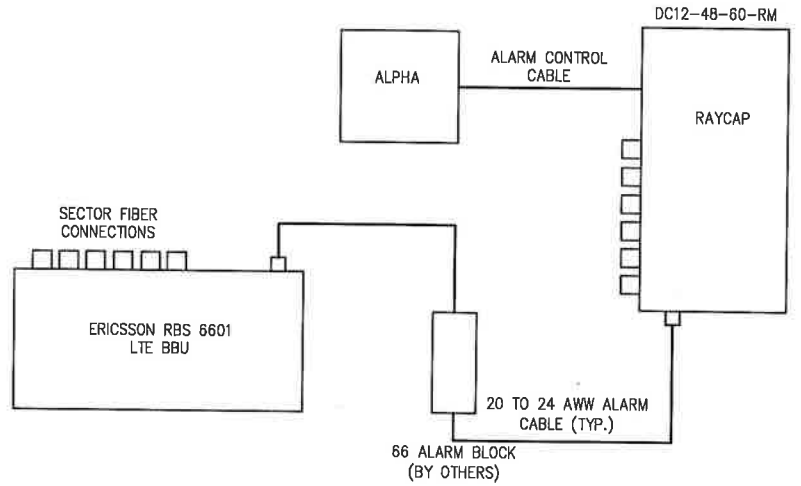 DC12-48-60-RM
ALPHA
ALARM CONTROL
CABLE
RAYCAP
SECTOR FIBER
CONNECTIONS
ERICSSON RBS 6601
LTE BBU
20 TO 24 AWW ALARM
CABLE (TYP.)
66 ALARM BLOCK
(BY OTHERS)